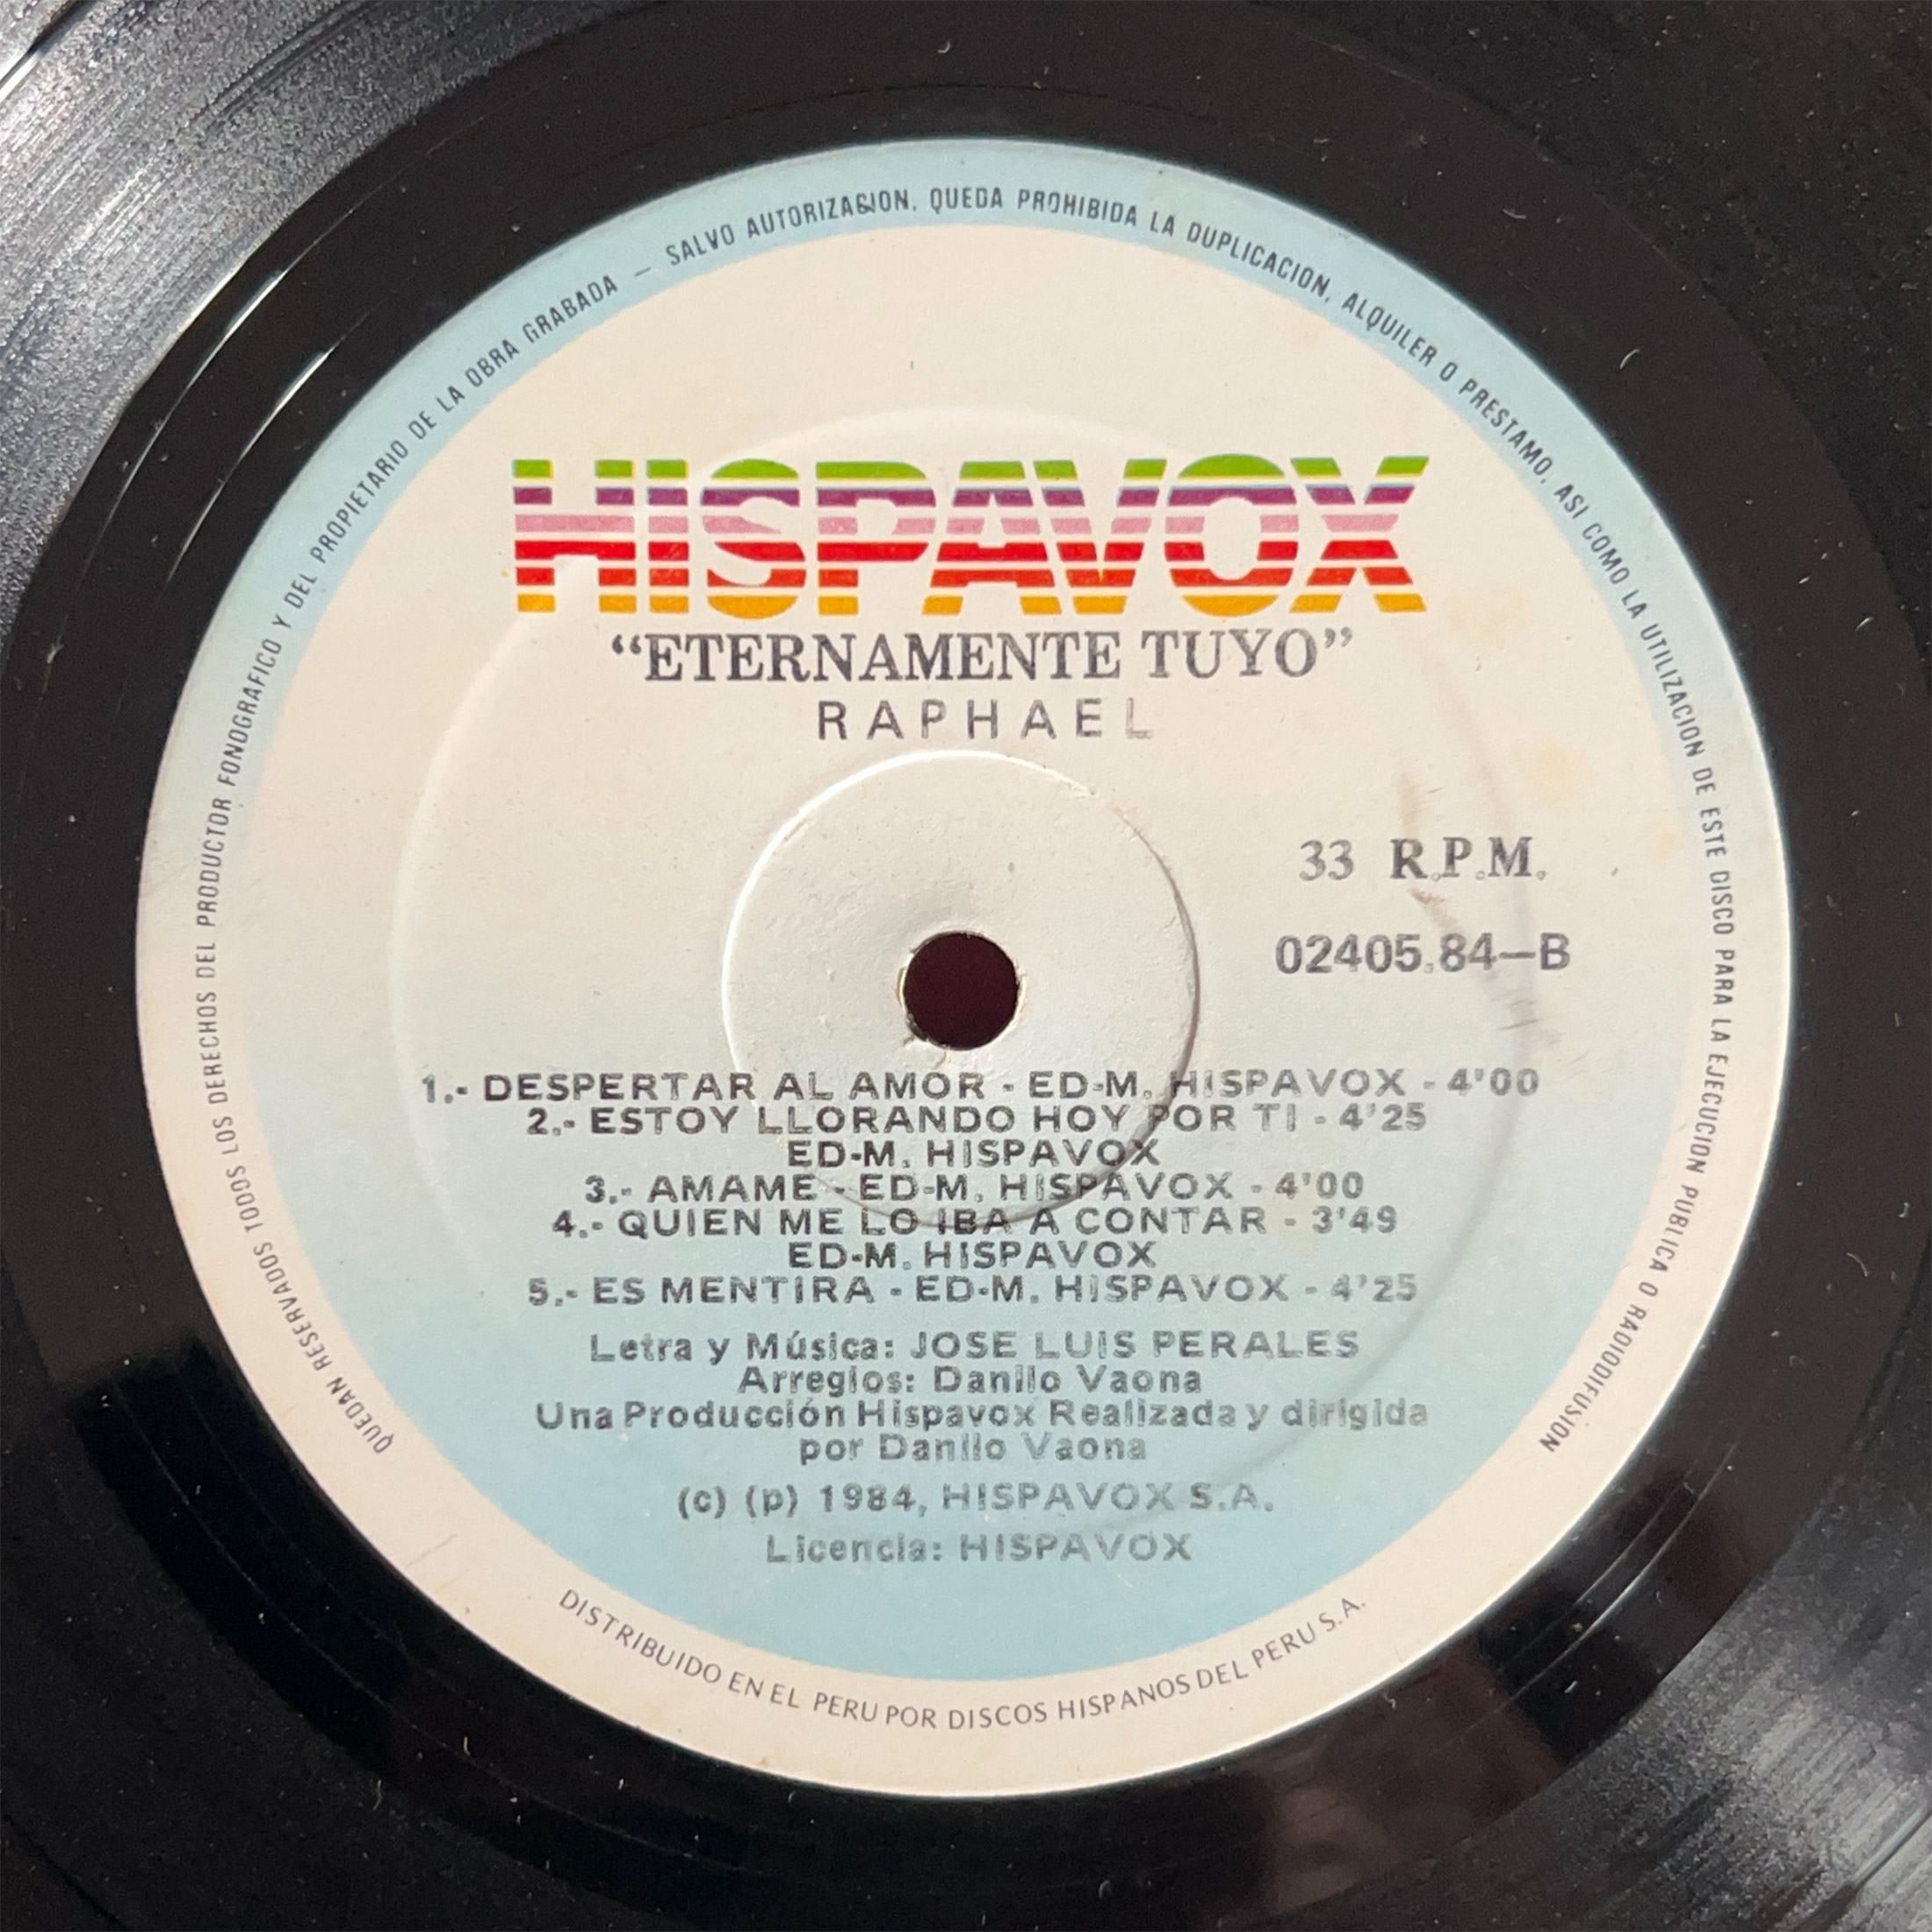 QUEDAN RESERVADOS TODOS LOS DERECHOS DEL PRODUCTOR FONOGRAFICO Y DEL PROPIETARIO DE LA OBRA GRABADA — SALVO AUTORIZACION, QUEDA PROHIBIDA LA DUPLICACION, ALQUILER O PRESTAMO, ASI COMO LA UTILIZACION DE ESTE DISCO PARA LA EJECUCION PUBLICA O RADIODIFUSION
HISPAVOX
“ETERNAMENTE TUYO”
RAPHAEL
33 R.P.M.
02405.84—B
1.- DESPERTAR AL AMOR - ED-M. HISPAVOX - 4'00
2.- ESTOY LLORANDO HOY POR TI - 4'25
ED-M. HISPAVOX
3.- AMAME - ED-M. HISPAVOX - 4'00
4.- QUIEN ME LO IBA A CONTAR - 3'49
ED-M. HISPAVOX
5.- ES MENTIRA - ED-M. HISPAVOX - 4'25
Letra y Música: JOSE LUIS PERALES
Arreglos: Danilo Vaona
Una Producción Hispavox Realizada y dirigida
por Danilo Vaona
(c) (p) 1984, HISPAVOX S.A.
Licencia: HISPAVOX
DISTRIBUIDO EN EL PERU POR DISCOS HISPANOS DEL PERU S.A.